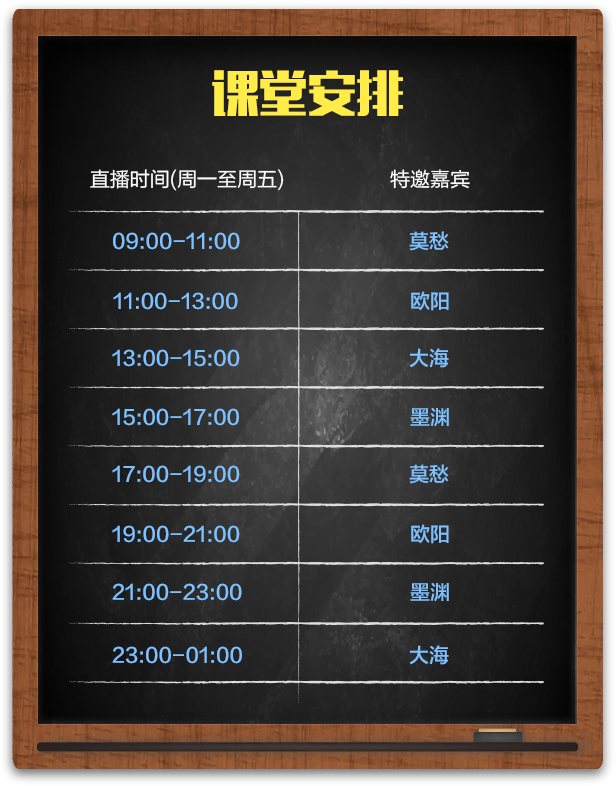 课堂安排
直播时间(周一至周五) 特邀嘉宾
09:00-11:00 莫愁
11:00-13:00 欧阳
13:00-15:00 大海
15:00-17:00 墨渊
17:00-19:00 莫愁
19:00-21:00 欧阳
21:00-23:00 墨渊
23:00-01:00 大海